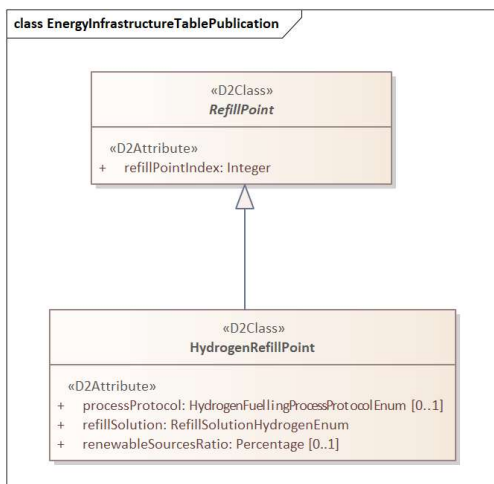 class EnergyInfrastructureTablePublication
«D2Class»
RefillPoint
«D2Attribute»
+ refillPointIndex: Integer
«D2Class»
HydrogenRefillPoint
«D2Attribute»
+ processProtocol: HydrogenFuellingProcessProtocolEnum [0..1]
+ refillSolution: RefillSolutionHydrogenEnum
+ renewableSourcesRatio: Percentage [0..1]